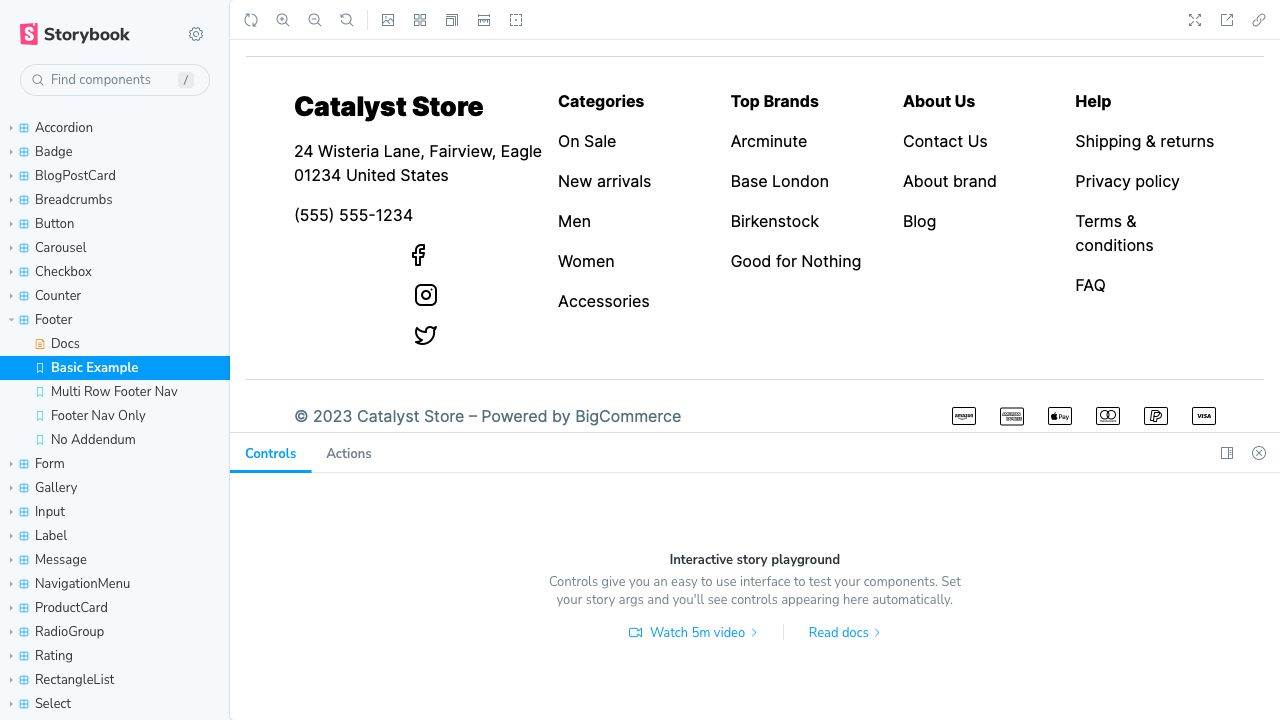 Storybook
Find components
/
Accordion
Badge
BlogPostCard
Breadcrumbs
Button
Carousel
Checkbox
Counter
Footer
Docs
Basic Example
Multi Row Footer Nav
Footer Nav Only
No Addendum
Form
Gallery
Input
Label
Message
NavigationMenu
ProductCard
RadioGroup
Rating
RectangleList
Select
Catalyst Store
24 Wisteria Lane, Fairview, Eagle
01234 United States
(555) 555-1234
Categories
On Sale
New arrivals
Men
Women
Accessories
Top Brands
Arcminute
Base London
Birkenstock
Good for Nothing
About Us
Contact Us
About brand
Blog
Help
Shipping & returns
Privacy policy
Terms &
conditions
FAQ
© 2023 Catalyst Store – Powered by BigCommerce
amazon
Pay
VISA
Controls
Actions
Interactive story playground
Controls give you an easy to use interface to test your components. Set
your story args and you'll see controls appearing here automatically.
Watch 5m video
Read docs